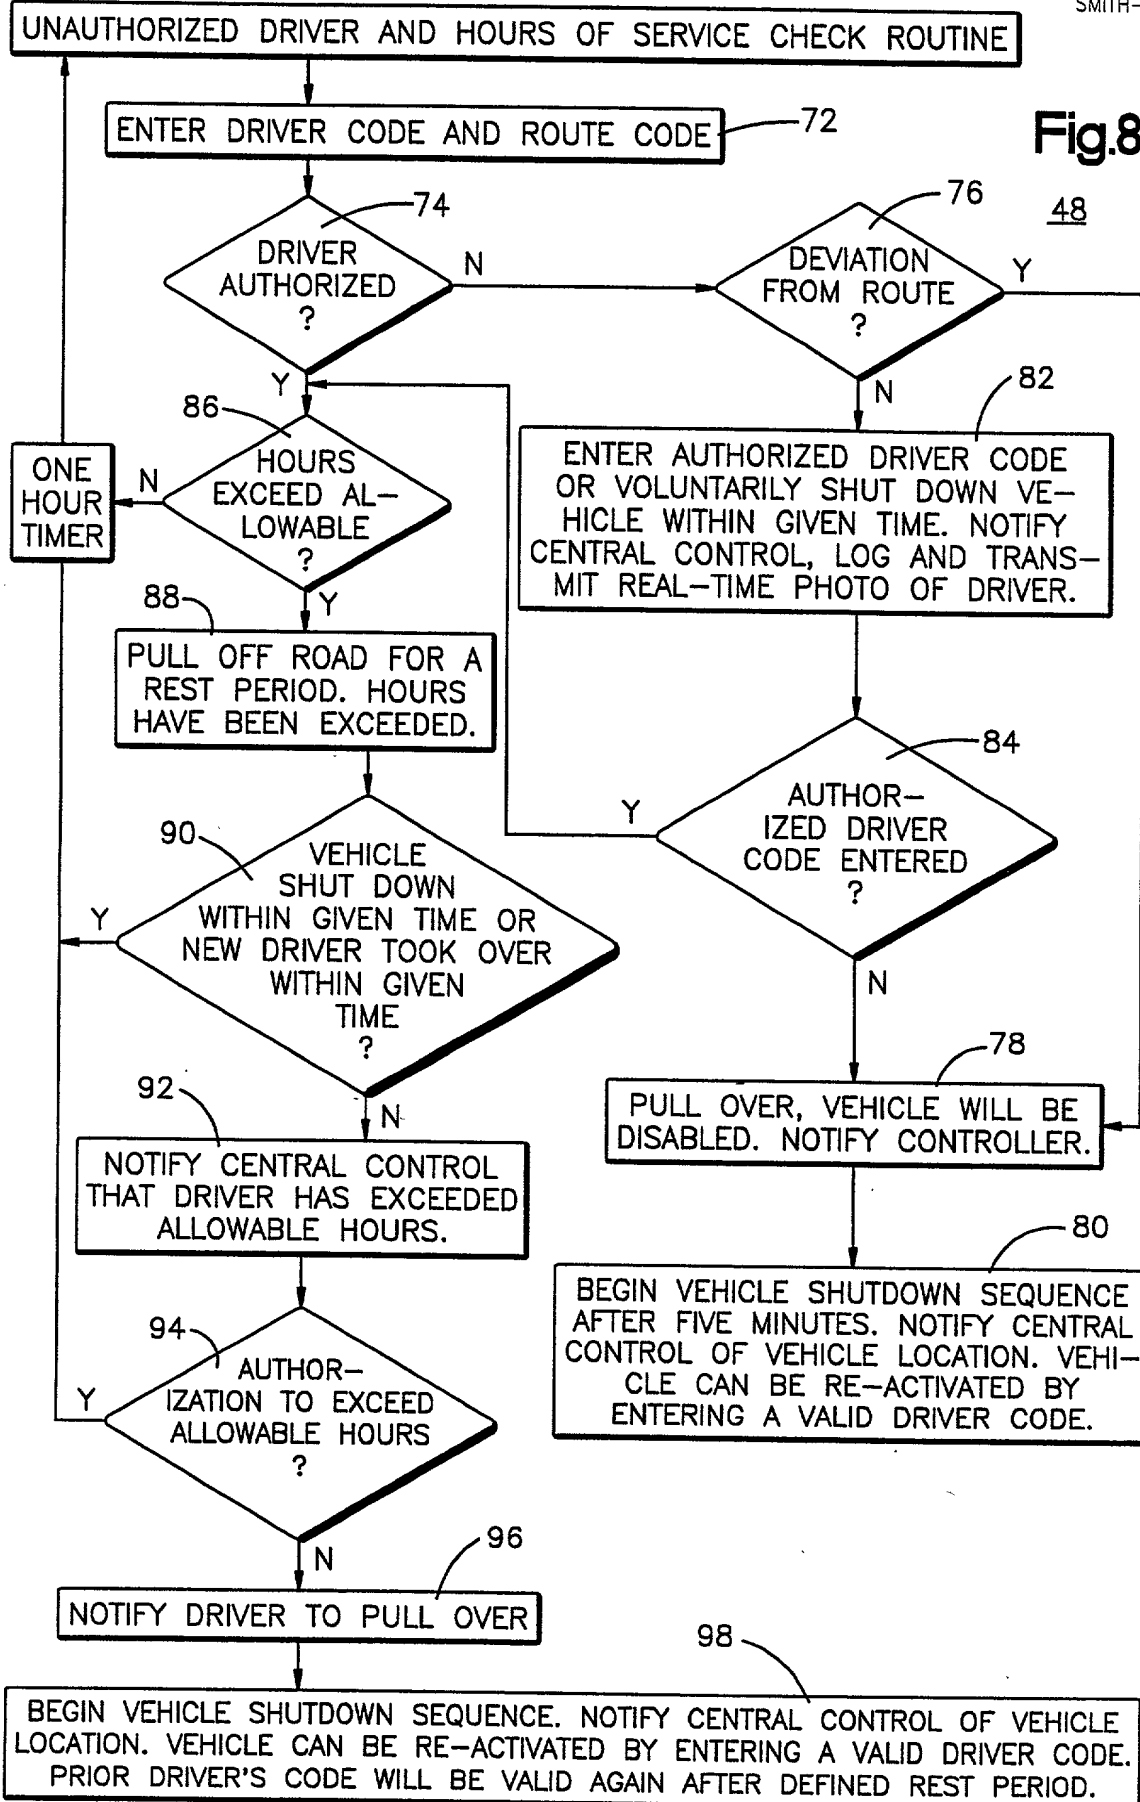 SMITH-
UNAUTHORIZED DRIVER AND HOURS OF SERVICE CHECK ROUTINE
ENTER DRIVER CODE AND ROUTE CODE
72
Fig.8
48
74
DRIVER
AUTHORIZED
?
N
Y
76
DEVIATION
FROM ROUTE
?
Y
N
82
ENTER AUTHORIZED DRIVER CODE
OR VOLUNTARILY SHUT DOWN VE-
HICLE WITHIN GIVEN TIME. NOTIFY
CENTRAL CONTROL, LOG AND TRANS-
MIT REAL-TIME PHOTO OF DRIVER.
86
HOURS
EXCEED AL-
LOWABLE
?
N
Y
ONE
HOUR
TIMER
88
PULL OFF ROAD FOR A
REST PERIOD. HOURS
HAVE BEEN EXCEEDED.
84
AUTHOR-
IZED DRIVER
CODE ENTERED
?
Y
N
90
VEHICLE
SHUT DOWN
WITHIN GIVEN TIME OR
NEW DRIVER TOOK OVER
WITHIN GIVEN
TIME
?
Y
N
78
PULL OVER, VEHICLE WILL BE
DISABLED. NOTIFY CONTROLLER.
92
NOTIFY CENTRAL CONTROL
THAT DRIVER HAS EXCEEDED
ALLOWABLE HOURS.
80
BEGIN VEHICLE SHUTDOWN SEQUENCE
AFTER FIVE MINUTES. NOTIFY CENTRAL
CONTROL OF VEHICLE LOCATION. VEHI-
CLE CAN BE RE-ACTIVATED BY
ENTERING A VALID DRIVER CODE.
94
AUTHOR-
IZATION TO EXCEED
ALLOWABLE HOURS
?
Y
N
96
NOTIFY DRIVER TO PULL OVER
98
BEGIN VEHICLE SHUTDOWN SEQUENCE. NOTIFY CENTRAL CONTROL OF VEHICLE
LOCATION. VEHICLE CAN BE RE-ACTIVATED BY ENTERING A VALID DRIVER CODE.
PRIOR DRIVER'S CODE WILL BE VALID AGAIN AFTER DEFINED REST PERIOD.